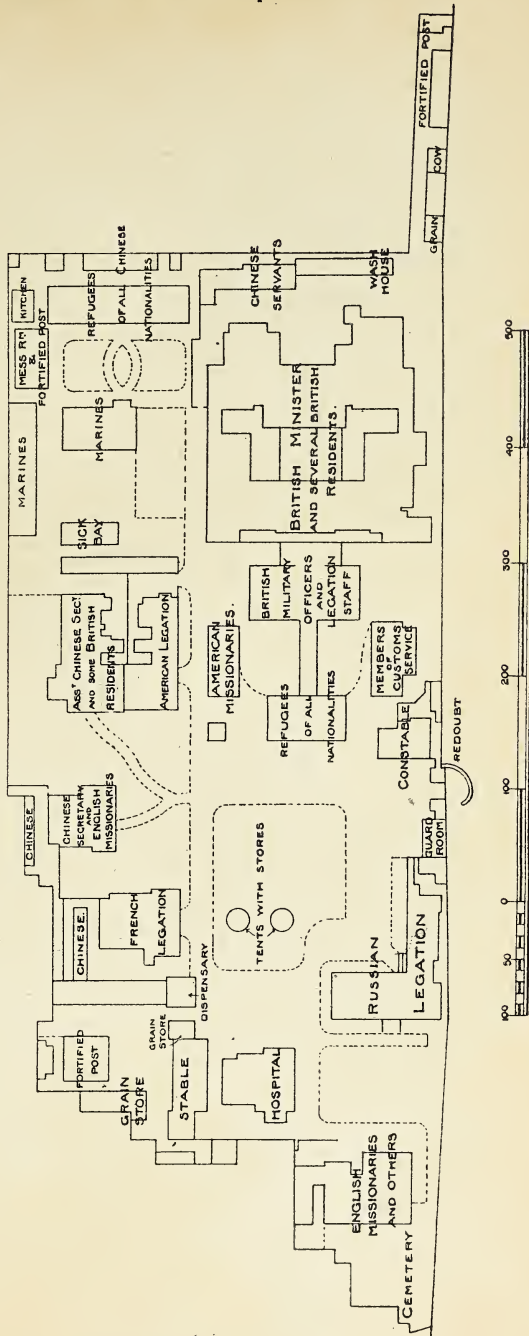 FORTIFIED POST
COW
GRAIN
KITCHEN
MESS RM
&
FORTIFIED POST
REFUGEES
OF ALL CHINESE
NATIONALITIES
CHINESE
SERVANTS
WASH
HOUSE
MARINES
MARINES
BRITISH MINISTER
AND SEVERAL BRITISH
RESIDENTS.
SICK
BAY
BRITISH
MILITARY
OFFICERS
AND
LEGATION
STAFF
ASST CHINESE SECY
AND SOME BRITISH
RESIDENTS
AMERICAN LEGATION
AMERICAN
MISSIONARIES.
REFUGEES
OF ALL
NATIONALITIES
MEMBERS
OF
CUSTOMS
SERVICE
CONSTABLE
REDOUBT
CHINESE
CHINESE
SECRETARY
AND
ENGLISH
MISSIONARIES
GUARD
ROOM
CHINESE.
FRENCH
LEGATION
TENTS WITH STORES
RUSSIAN
LEGATION
DISPENSARY
FORTIFIED
POST
GRAIN
STORE
GRAIN
STORE
STABLE
HOSPITAL
ENGLISH
MISSIONARIES
AND OTHERS
CEMETERY
100 50 0 100 200 300 400 500